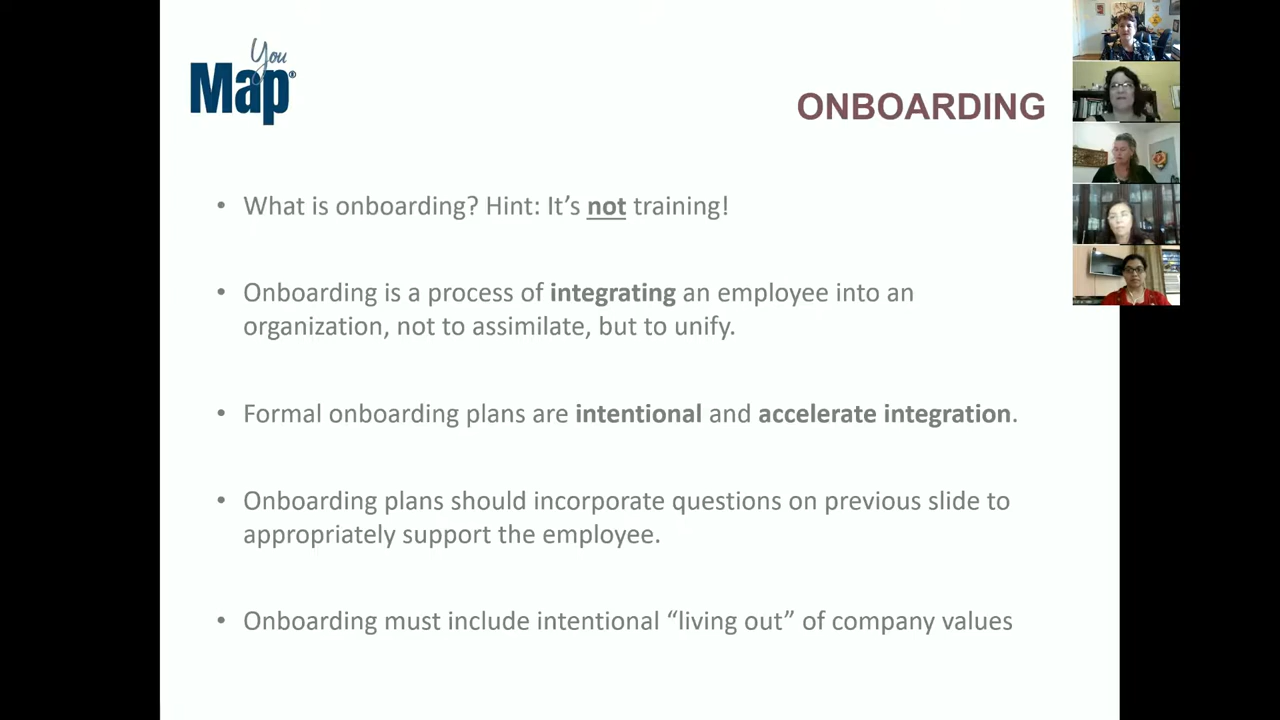 You
Map®
ONBOARDING
• What is onboarding? Hint: It’s not training!
• Onboarding is a process of integrating an employee into an
organization, not to assimilate, but to unify.
• Formal onboarding plans are intentional and accelerate integration.
• Onboarding plans should incorporate questions on previous slide to
appropriately support the employee.
• Onboarding must include intentional “living out” of company values